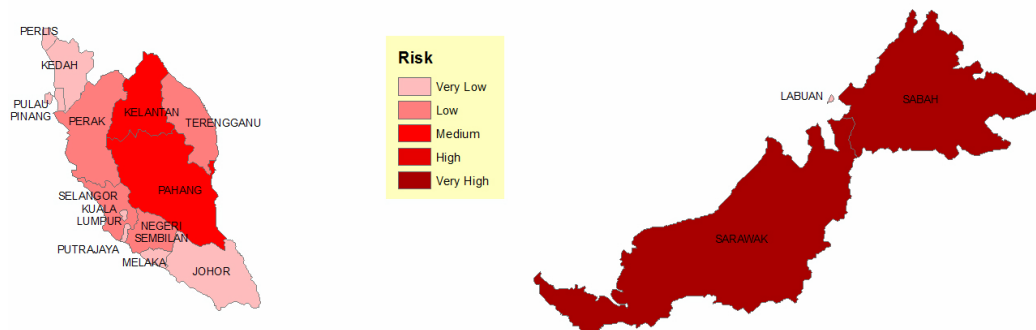 PERLIS
KEDAH
PULAU
PINANG
PERAK
KELANTAN
TERENGGANU
PAHANG
SELANGOR
KUALA
LUMPUR
NEGERI
SEMBILAN
PUTRAJAYA
MELAKA
JOHOR
Risk
Very Low
Low
Medium
High
Very High
LABUAN
SABAH
SARAWAK